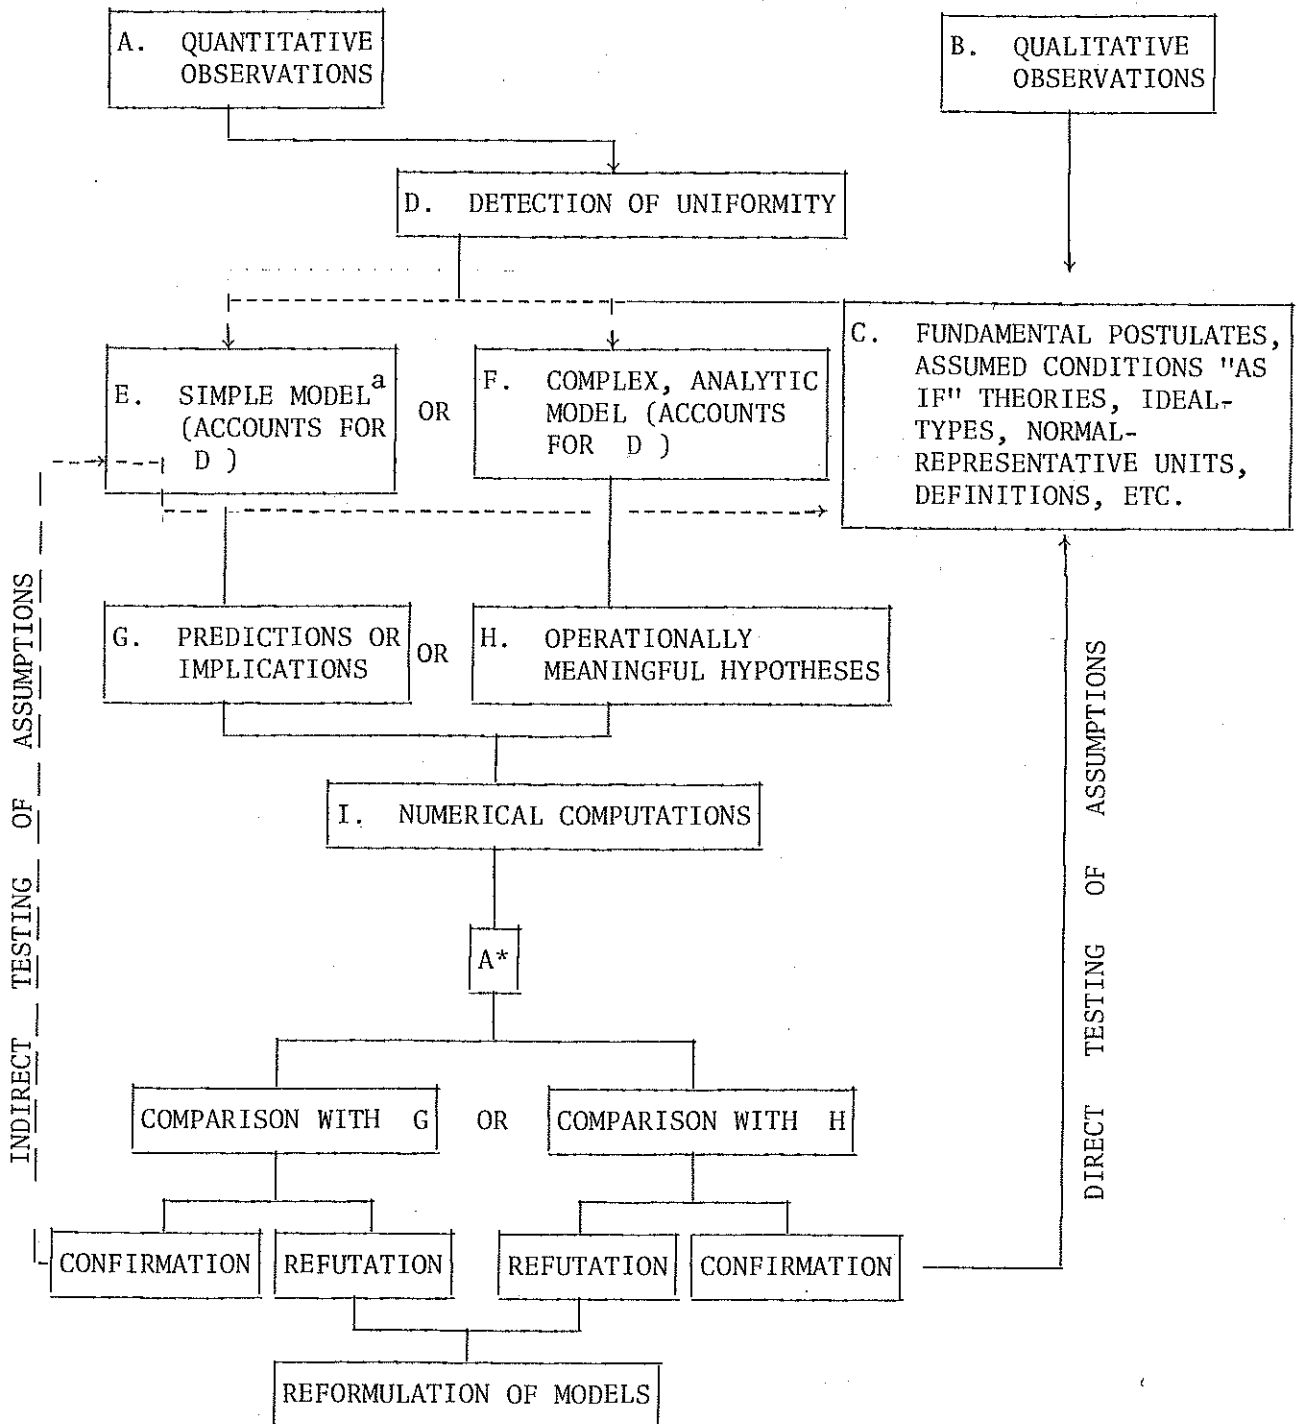 A. QUANTITATIVE
OBSERVATIONS
B. QUALITATIVE
OBSERVATIONS
D. DETECTION OF UNIFORMITY
E. SIMPLE MODELa
(ACCOUNTS FOR
D )
OR
F. COMPLEX, ANALYTIC
MODEL (ACCOUNTS
FOR D )
C. FUNDAMENTAL POSTULATES,
ASSUMED CONDITIONS "AS
IF" THEORIES, IDEAL-
TYPES, NORMAL-
REPRESENTATIVE UNITS,
DEFINITIONS, ETC.
G. PREDICTIONS OR
IMPLICATIONS
OR
H. OPERATIONALLY
MEANINGFUL HYPOTHESES
I. NUMERICAL COMPUTATIONS
A*
COMPARISON WITH G
OR
COMPARISON WITH H
CONFIRMATION
REFUTATION
REFUTATION
CONFIRMATION
REFORMULATION OF MODELS
INDIRECT TESTING OF ASSUMPTIONS
DIRECT TESTING OF ASSUMPTIONS